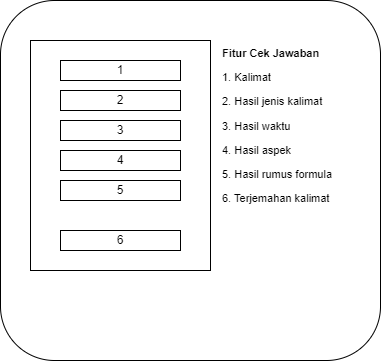 1
2
3
4
5
6
Fitur Cek Jawaban
1. Kalimat
2. Hasil jenis kalimat
3. Hasil waktu
4. Hasil aspek
5. Hasil rumus formula
6. Terjemahan kalimat